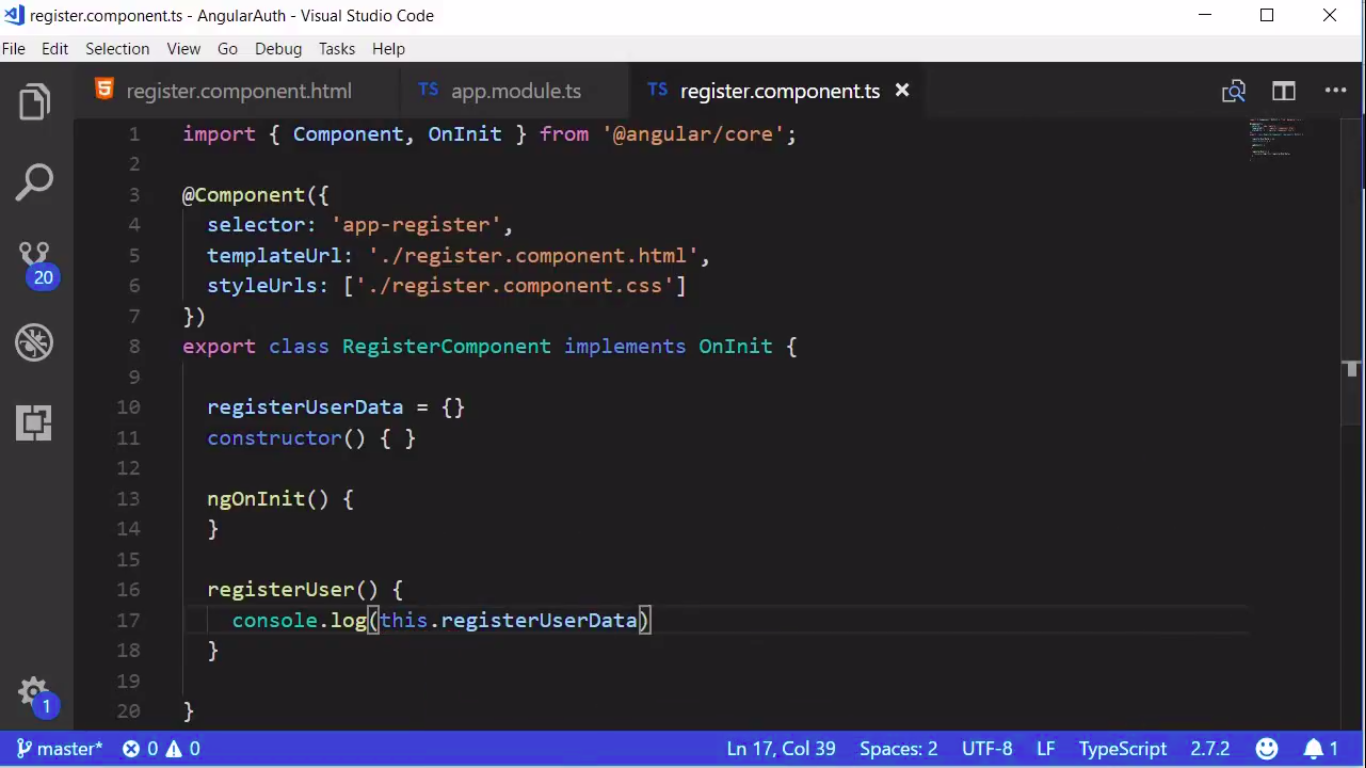 register.component.ts - AngularAuth - Visual Studio Code
File Edit Selection View Go Debug Tasks Help
register.component.html TS app.module.ts TS register.component.ts
1 import { Component, OnInit } from '@angular/core';
2
3 @Component({
4 selector: 'app-register',
5 templateUrl: './register.component.html',
6 styleUrls: ['./register.component.css']
7 })
8 export class RegisterComponent implements OnInit {
9
10 registerUserData = {}
11 constructor() { }
12
13 ngOnInit() {
14 }
15
16 registerUser() {
17 console.log(this.registerUserData)
18 }
19
20 }
20
1
master* 0 0 Ln 17, Col 39 Spaces: 2 UTF-8 LF TypeScript 2.7.2 1